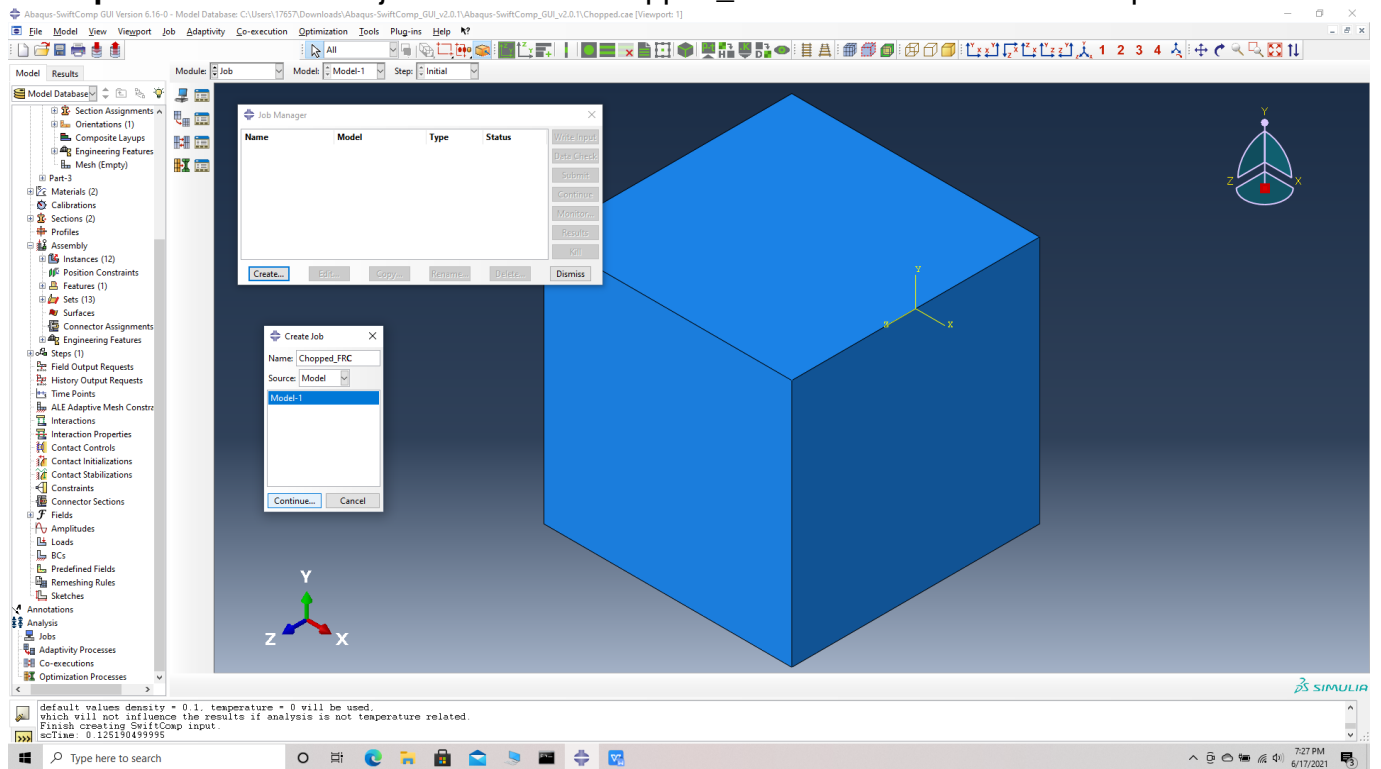 Abaqus-SwiftComp GUI Version 6.16-0 - Model Database: C:\Users\17657\Downloads\Abaqus-SwiftComp_GUI_v2.0.1\Abaqus-SwiftComp_GUI_v2.0.1\Chopped.cae [Viewport: 1]
File Model View Viewport Job Adaptivity Co-execution Optimization Tools Plug-ins Help
All
1 2 3 4
Model Results Module: Job Model: Model-1 Step: Initial
Model Database
Section Assignments
Orientations (1)
Composite Layups
Engineering Features
Mesh (Empty)
Part-3
Materials (2)
Calibrations
Sections (2)
Profiles
Assembly
Instances (12)
Position Constraints
Features (1)
Sets (13)
Surfaces
Connector Assignments
Engineering Features
Steps (1)
Field Output Requests
History Output Requests
Time Points
ALE Adaptive Mesh Constra
Interactions
Interaction Properties
Contact Controls
Contact Initializations
Contact Stabilizations
Constraints
Connector Sections
Fields
Amplitudes
Loads
BCs
Predefined Fields
Remeshing Rules
Sketches
Annotations
Analysis
Jobs
Adaptivity Processes
Co-executions
Optimization Processes
Job Manager
Name Model Type Status
Write Input
Data Check
Submit
Continue
Monitor...
Results
Kill
Create... Edit... Copy... Rename... Delete... Dismiss
Create Job
Name: Chopped_FRC
Source: Model
Model-1
Continue... Cancel
Y
Z X
Y
Z X
Y
Z X
SIMULIA
default values density = 0.1, temperature = 0 will be used,
which will not influence the results if analysis is not temperature related.
Finish creating SwiftComp input.
scTime: 0.125190499995
Type here to search
7:27 PM
6/17/2021